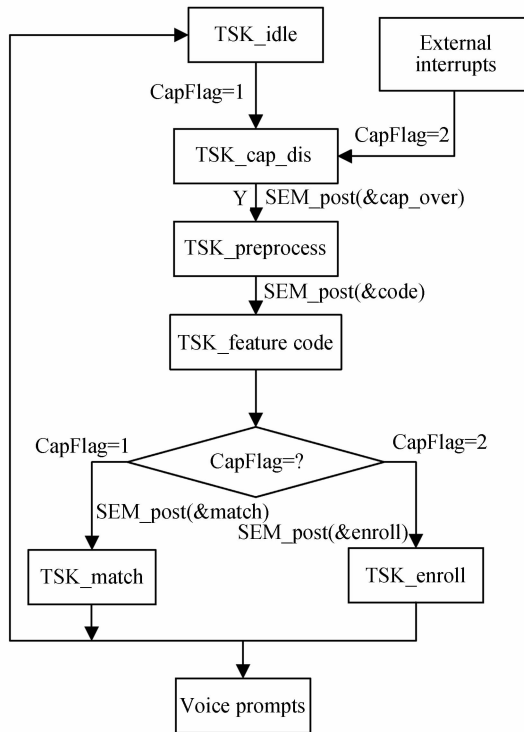 TSK_idle
External
interrupts
CapFlag=1
CapFlag=2
TSK_cap_dis
Y SEM_post(&cap_over)
TSK_preprocess
SEM_post(&code)
TSK_feature code
CapFlag=1
CapFlag=?
CapFlag=2
SEM_post(&match)
SEM_post(&enroll)
TSK_match
TSK_enroll
Voice prompts